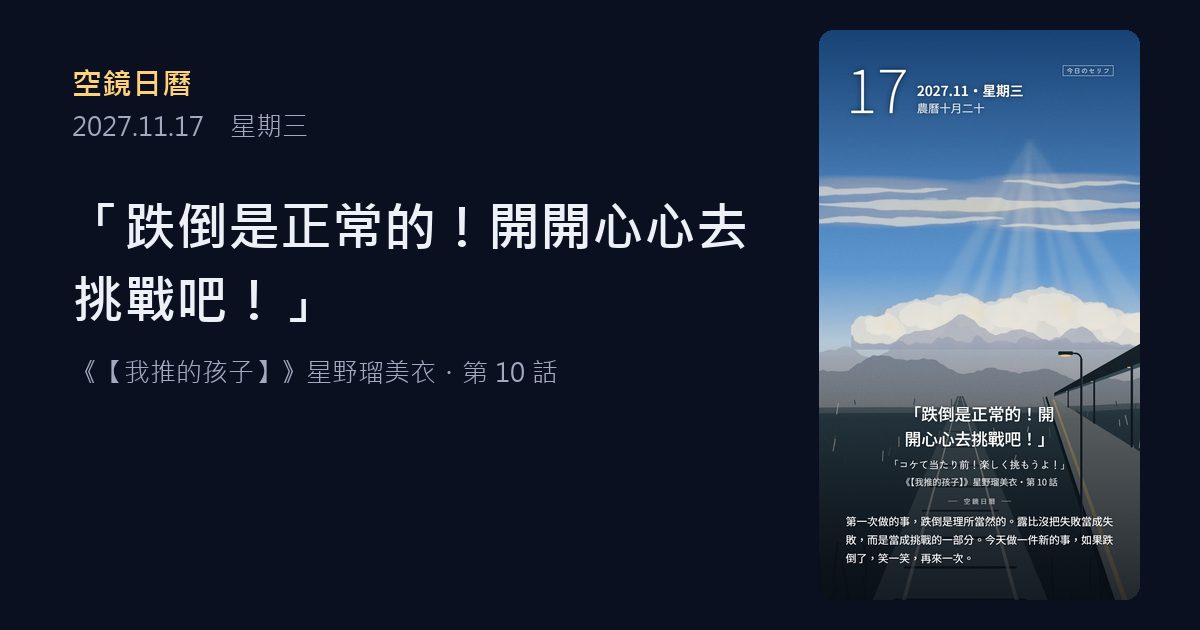 空鏡日曆
2027.11.17 星期三
「跌倒是正常的！開開心心去
挑戰吧！」
《【我推的孩子】》星野瑠美衣・第 10 話
17
2027.11・星期三
農曆十月二十
今日のセリフ
「跌倒是正常的！開
開心心去挑戰吧！」
「コケて当たり前！楽しく挑もうよ！」
《【我推的孩子】》星野瑠美衣・第 10 話
— 空鏡日曆 —
第一次做的事，跌倒是理所當然的。露比沒把失敗當成失
敗，而是當成挑戰的一部分。今天做一件新的事，如果跌
倒了，笑一笑，再來一次。